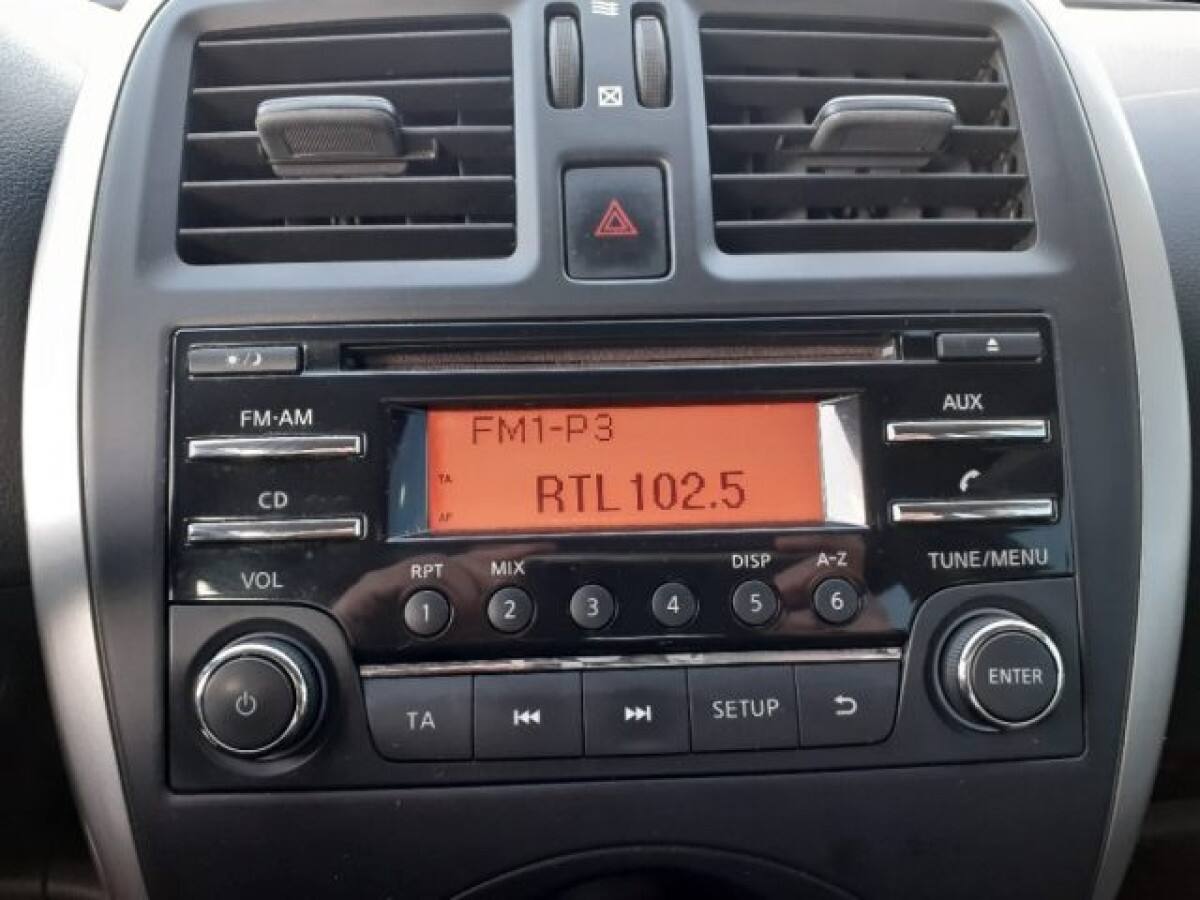 FM·AM
AUX
FM1-P3
TA
AF
RTL102.5
CD
VOL
TUNE/MENU
RPT
MIX
DISP
A-Z
1
2
3
4
5
6
ENTER
TA
SETUP